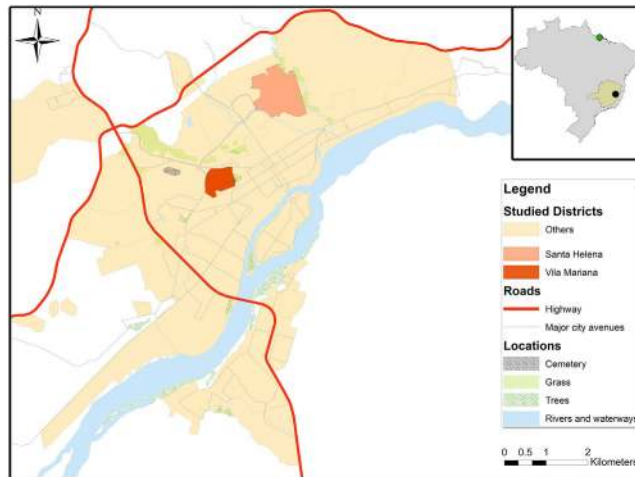 N
Legend
Studied Districts
Others
Santa Helena
Vila Mariana
Roads
Highway
Major city avenues
Locations
Cemetery
Grass
Trees
Rivers and waterways
0 0.5 1 2
Kilometers